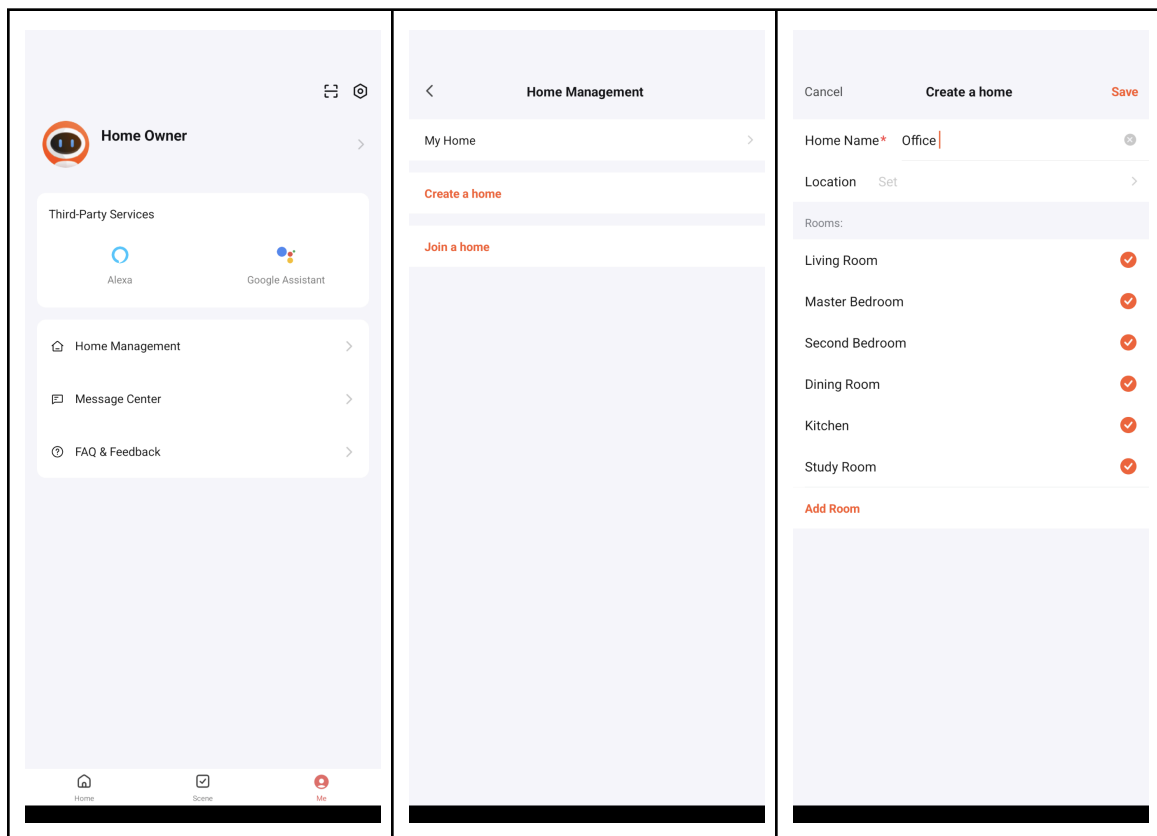 Home Owner
Third-Party Services
Alexa
Google Assistant
Home Management
Message Center
FAQ & Feedback
Home
Scene
Me
Home Management
My Home
Create a home
Join a home
Cancel
Create a home
Save
Home Name* Office
Location Set
Rooms:
Living Room
Master Bedroom
Second Bedroom
Dining Room
Kitchen
Study Room
Add Room